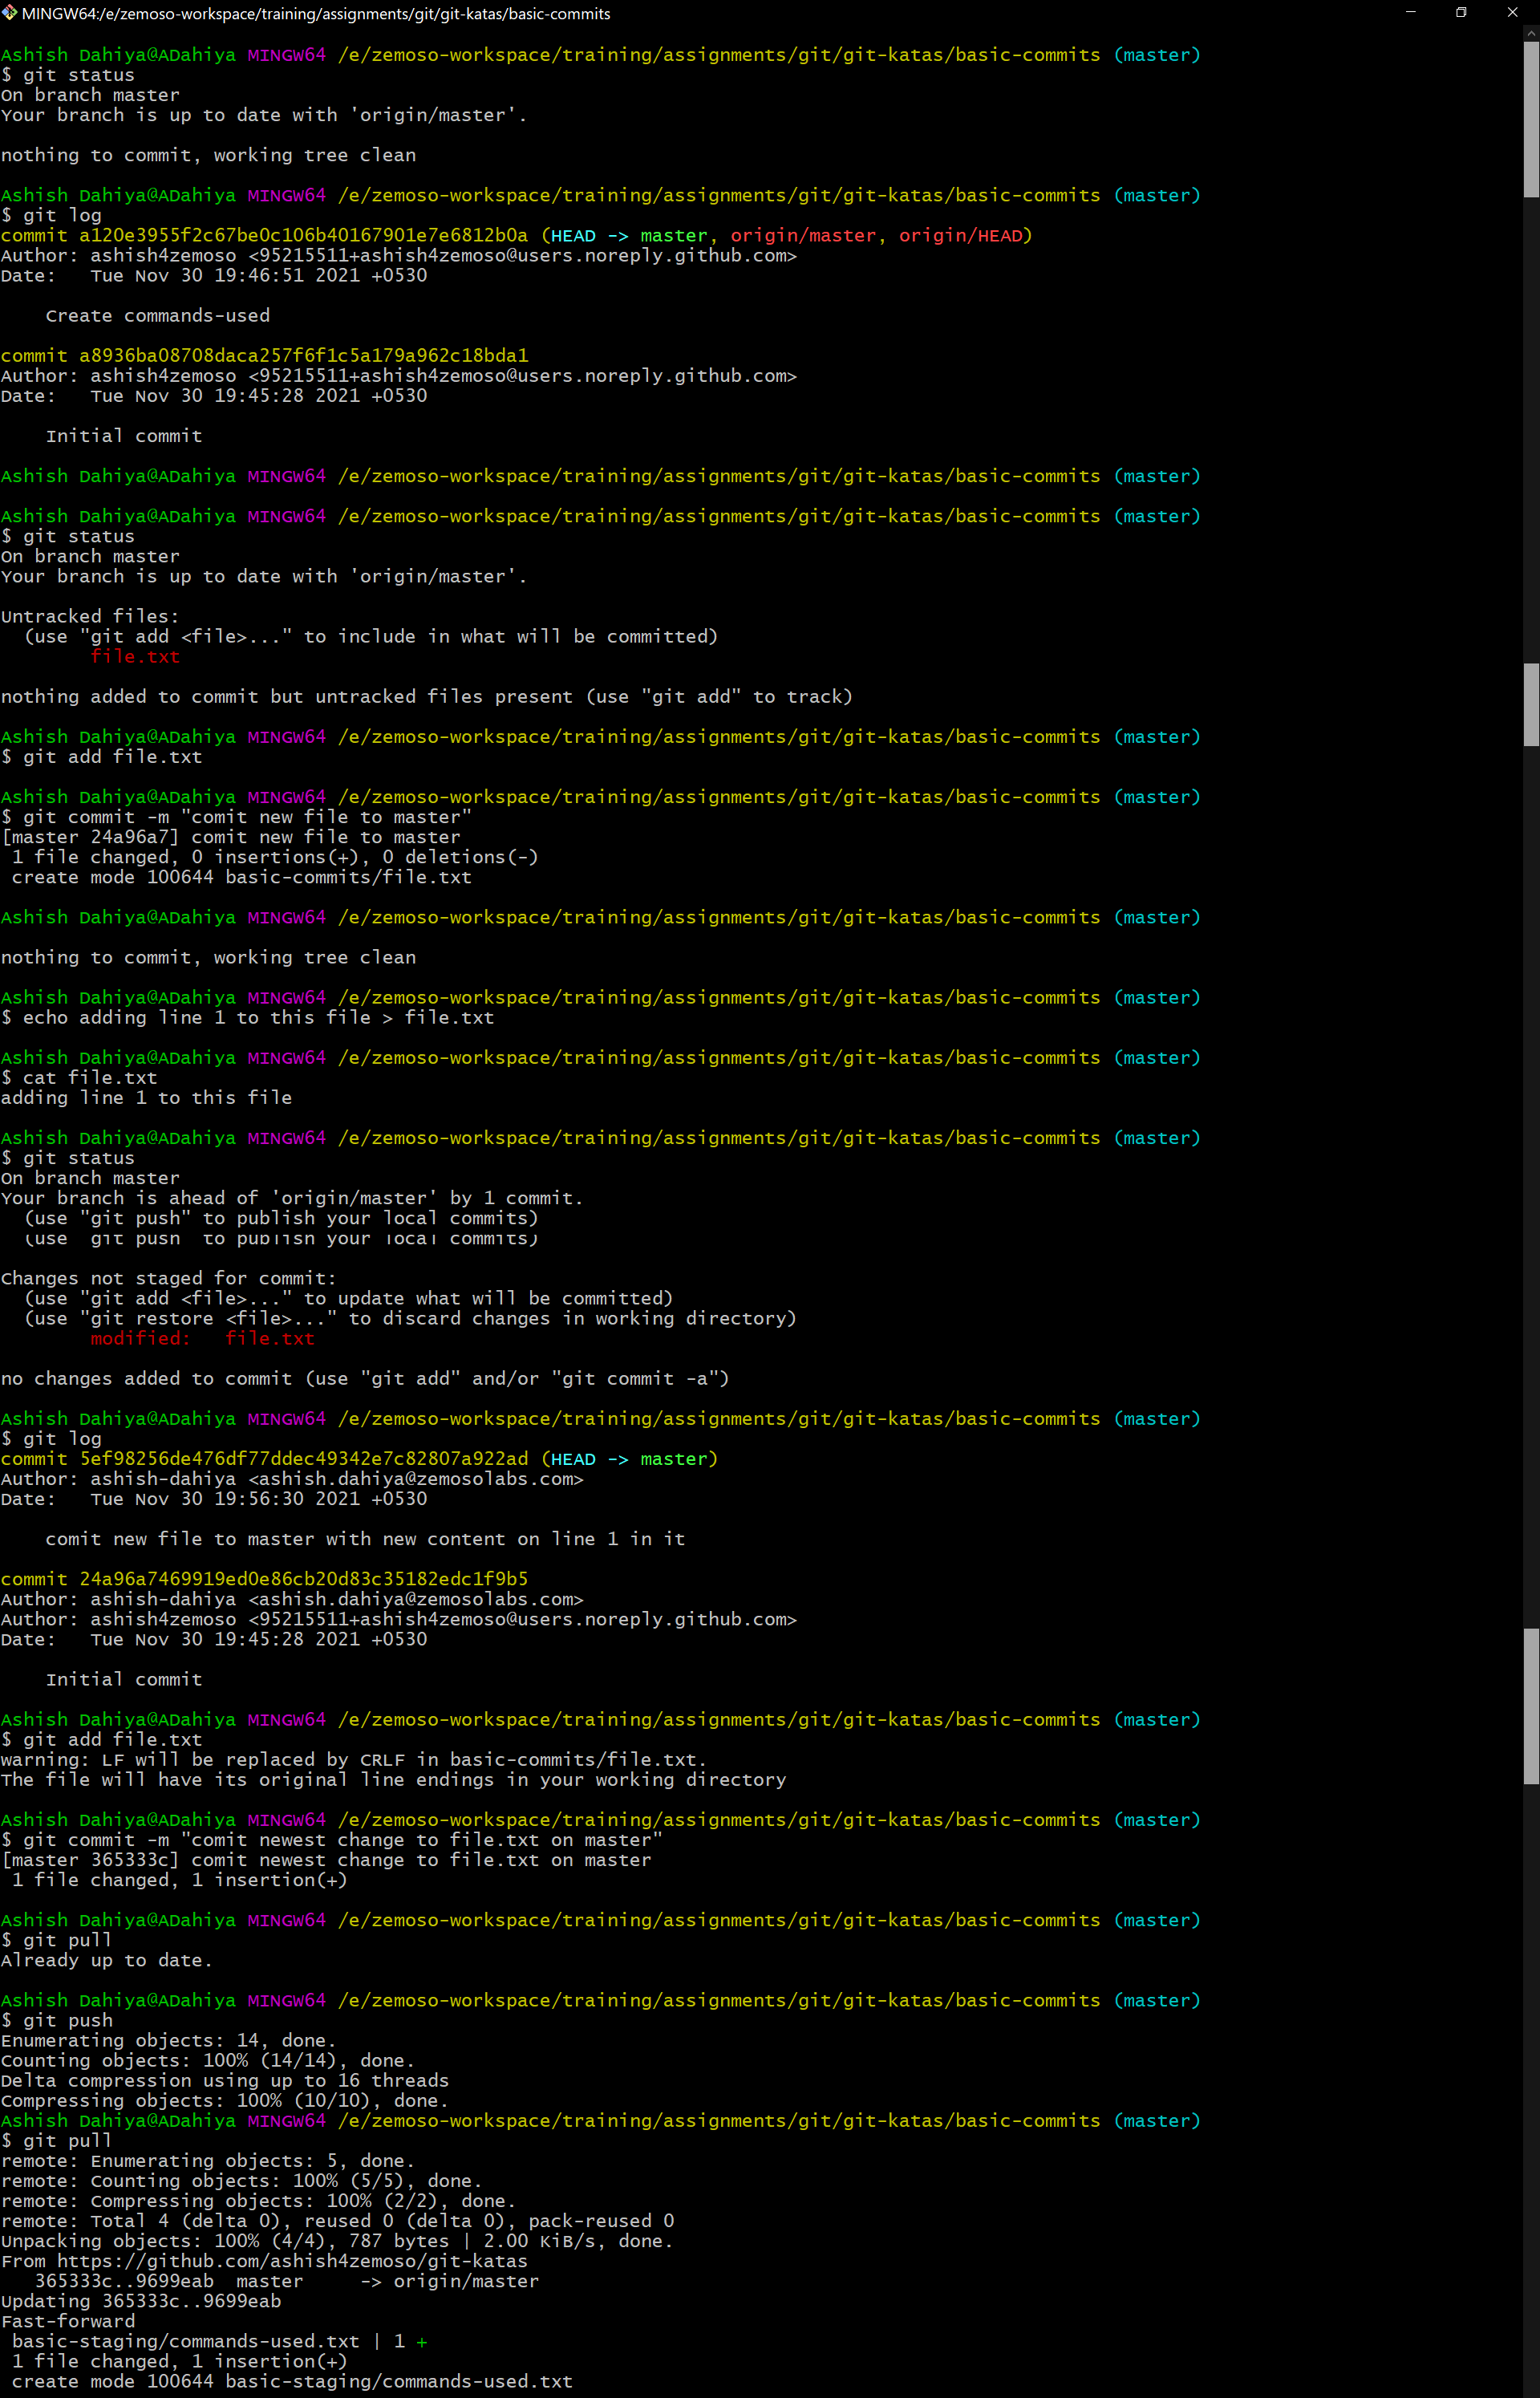 MINGW64:/e/zemoso-workspace/training/assignments/git/git-katas/basic-commits
Ashish Dahiya@ADahiya MINGW64 /e/zemoso-workspace/training/assignments/git/git-katas/basic-commits (master)
$ git status
On branch master
Your branch is up to date with 'origin/master'.
nothing to commit, working tree clean
Ashish Dahiya@ADahiya MINGW64 /e/zemoso-workspace/training/assignments/git/git-katas/basic-commits (master)
$ git log
commit a120e3955f2c67be0c106b40167901e7e6812b0a (HEAD -> master, origin/master, origin/HEAD)
Author: ashish4zemoso <95215511+ashish4zemoso@users.noreply.github.com>
Date:   Tue Nov 30 19:46:51 2021 +0530
    Create commands-used
commit a8936ba08708daca257f6f1c5a179a962c18bda1
Author: ashish4zemoso <95215511+ashish4zemoso@users.noreply.github.com>
Date:   Tue Nov 30 19:45:28 2021 +0530
    Initial commit
Ashish Dahiya@ADahiya MINGW64 /e/zemoso-workspace/training/assignments/git/git-katas/basic-commits (master)
Ashish Dahiya@ADahiya MINGW64 /e/zemoso-workspace/training/assignments/git/git-katas/basic-commits (master)
$ git status
On branch master
Your branch is up to date with 'origin/master'.
Untracked files:
  (use "git add <file>..." to include in what will be committed)
        file.txt
nothing added to commit but untracked files present (use "git add" to track)
Ashish Dahiya@ADahiya MINGW64 /e/zemoso-workspace/training/assignments/git/git-katas/basic-commits (master)
$ git add file.txt
Ashish Dahiya@ADahiya MINGW64 /e/zemoso-workspace/training/assignments/git/git-katas/basic-commits (master)
$ git commit -m "comit new file to master"
[master 24a96a7] comit new file to master
 1 file changed, 0 insertions(+), 0 deletions(-)
 create mode 100644 basic-commits/file.txt
Ashish Dahiya@ADahiya MINGW64 /e/zemoso-workspace/training/assignments/git/git-katas/basic-commits (master)
nothing to commit, working tree clean
Ashish Dahiya@ADahiya MINGW64 /e/zemoso-workspace/training/assignments/git/git-katas/basic-commits (master)
$ echo adding line 1 to this file > file.txt
Ashish Dahiya@ADahiya MINGW64 /e/zemoso-workspace/training/assignments/git/git-katas/basic-commits (master)
$ cat file.txt
adding line 1 to this file
Ashish Dahiya@ADahiya MINGW64 /e/zemoso-workspace/training/assignments/git/git-katas/basic-commits (master)
$ git status
On branch master
Your branch is ahead of 'origin/master' by 1 commit.
  (use "git push" to publish your local commits)
  (use  git push  to publish your local commits)
Changes not staged for commit:
  (use "git add <file>..." to update what will be committed)
  (use "git restore <file>..." to discard changes in working directory)
        modified:   file.txt
no changes added to commit (use "git add" and/or "git commit -a")
Ashish Dahiya@ADahiya MINGW64 /e/zemoso-workspace/training/assignments/git/git-katas/basic-commits (master)
$ git log
commit 5ef98256de476df77ddec49342e7c82807a922ad (HEAD -> master)
Author: ashish-dahiya <ashish.dahiya@zemosolabs.com>
Date:   Tue Nov 30 19:56:30 2021 +0530
    comit new file to master with new content on line 1 in it
commit 24a96a7469919ed0e86cb20d83c35182edc1f9b5
Author: ashish-dahiya <ashish.dahiya@zemosolabs.com>
Author: ashish4zemoso <95215511+ashish4zemoso@users.noreply.github.com>
Date:   Tue Nov 30 19:45:28 2021 +0530
    Initial commit
Ashish Dahiya@ADahiya MINGW64 /e/zemoso-workspace/training/assignments/git/git-katas/basic-commits (master)
$ git add file.txt
warning: LF will be replaced by CRLF in basic-commits/file.txt.
The file will have its original line endings in your working directory
Ashish Dahiya@ADahiya MINGW64 /e/zemoso-workspace/training/assignments/git/git-katas/basic-commits (master)
$ git commit -m "comit newest change to file.txt on master"
[master 365333c] comit newest change to file.txt on master
 1 file changed, 1 insertion(+)
Ashish Dahiya@ADahiya MINGW64 /e/zemoso-workspace/training/assignments/git/git-katas/basic-commits (master)
$ git pull
Already up to date.
Ashish Dahiya@ADahiya MINGW64 /e/zemoso-workspace/training/assignments/git/git-katas/basic-commits (master)
$ git push
Enumerating objects: 14, done.
Counting objects: 100% (14/14), done.
Delta compression using up to 16 threads
Compressing objects: 100% (10/10), done.
Ashish Dahiya@ADahiya MINGW64 /e/zemoso-workspace/training/assignments/git/git-katas/basic-commits (master)
$ git pull
remote: Enumerating objects: 5, done.
remote: Counting objects: 100% (5/5), done.
remote: Compressing objects: 100% (2/2), done.
remote: Total 4 (delta 0), reused 0 (delta 0), pack-reused 0
Unpacking objects: 100% (4/4), 787 bytes | 2.00 KiB/s, done.
From https://github.com/ashish4zemoso/git-katas
   365333c..9699eab  master     -> origin/master
Updating 365333c..9699eab
Fast-forward
 basic-staging/commands-used.txt | 1 +
 1 file changed, 1 insertion(+)
 create mode 100644 basic-staging/commands-used.txt